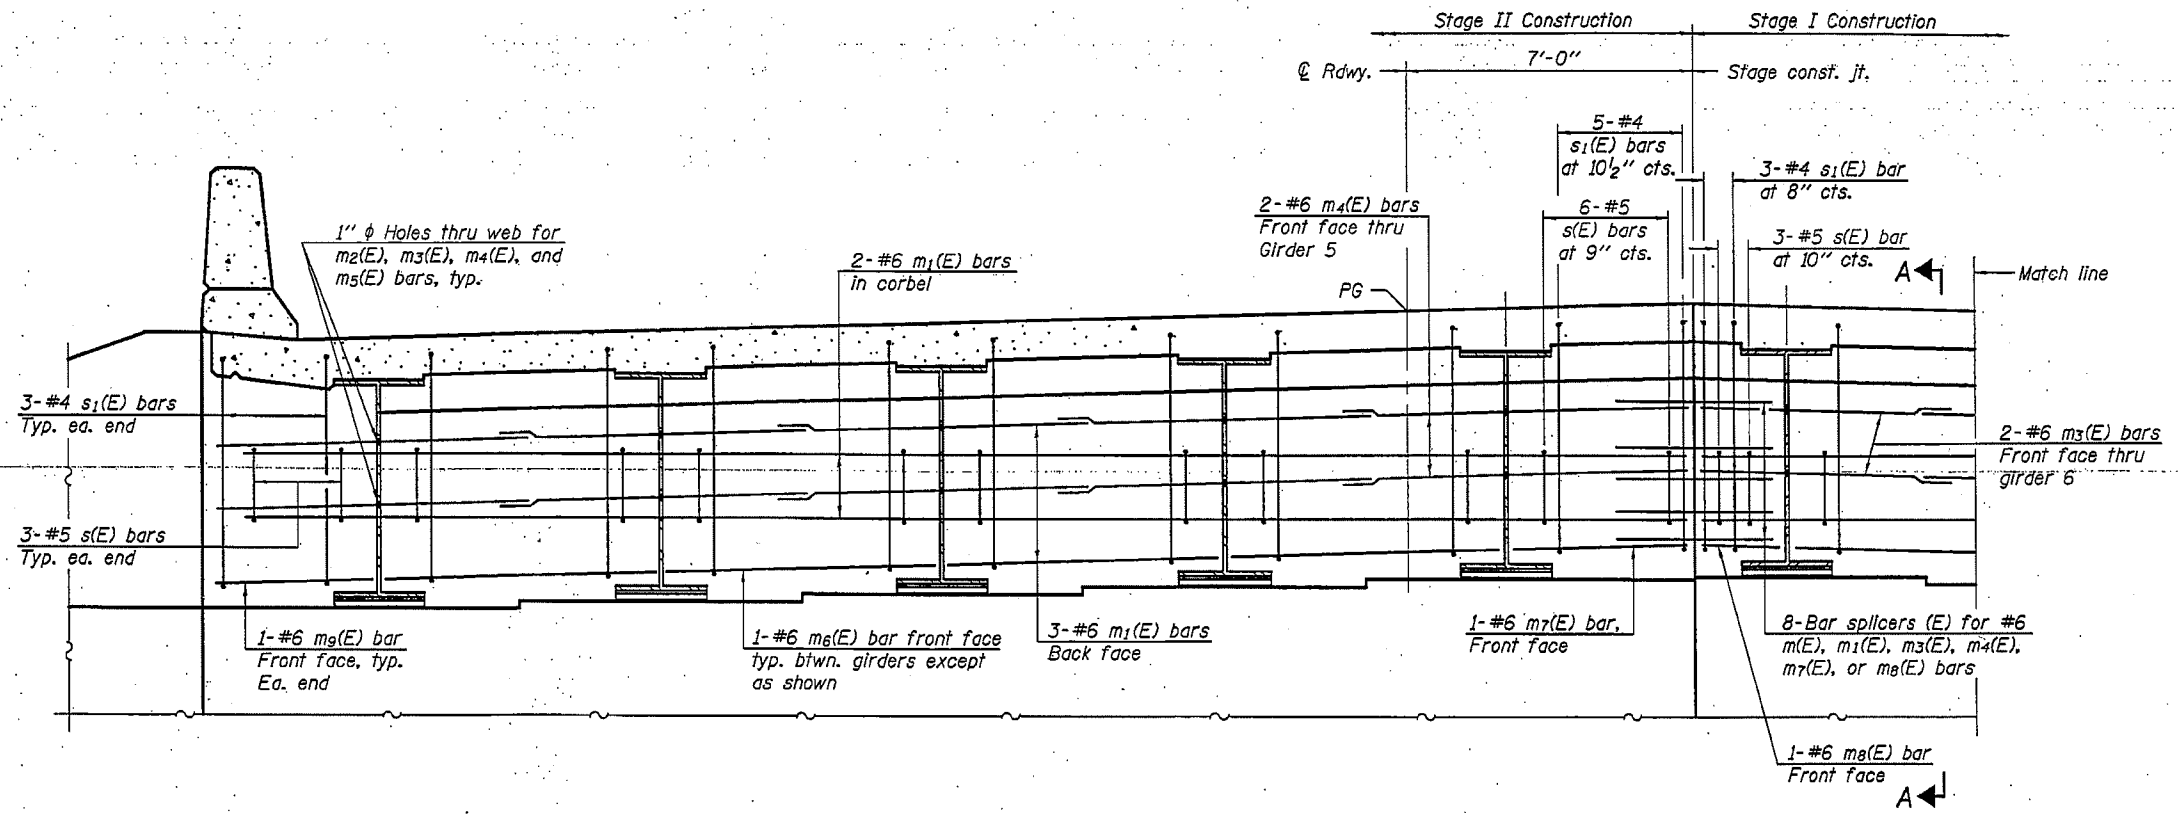 Stage II Construction
Stage I Construction
7'-0"
℄ Rdwy.
Stage const. jt.
5-#4
s1(E) bars
at 10½" cts.
3-#4 s1(E) bar
at 8" cts.
2-#6 m4(E) bars
Front face thru
Girder 5
6-#5
s(E) bars
at 9" cts.
3-#5 s(E) bar
at 10" cts.
A
Match line
1" ϕ Holes thru web for
m2(E), m3(E), m4(E), and
m5(E) bars, typ.
2-#6 m1(E) bars
in corbel
PG
3-#4 s1(E) bars
Typ. ea. end
2-#6 m3(E) bars
Front face thru
girder 6
3-#5 s(E) bars
Typ. ea. end
1-#6 m9(E) bar
Front face, typ.
Ea. end
1-#6 m6(E) bar front face
typ. btwn. girders except
as shown
3-#6 m1(E) bars
Back face
1-#6 m7(E) bar,
Front face
8-Bar splicers (E) for #6
m(E), m1(E), m3(E), m4(E),
m7(E), or m8(E) bars
1-#6 m8(E) bar
Front face
A